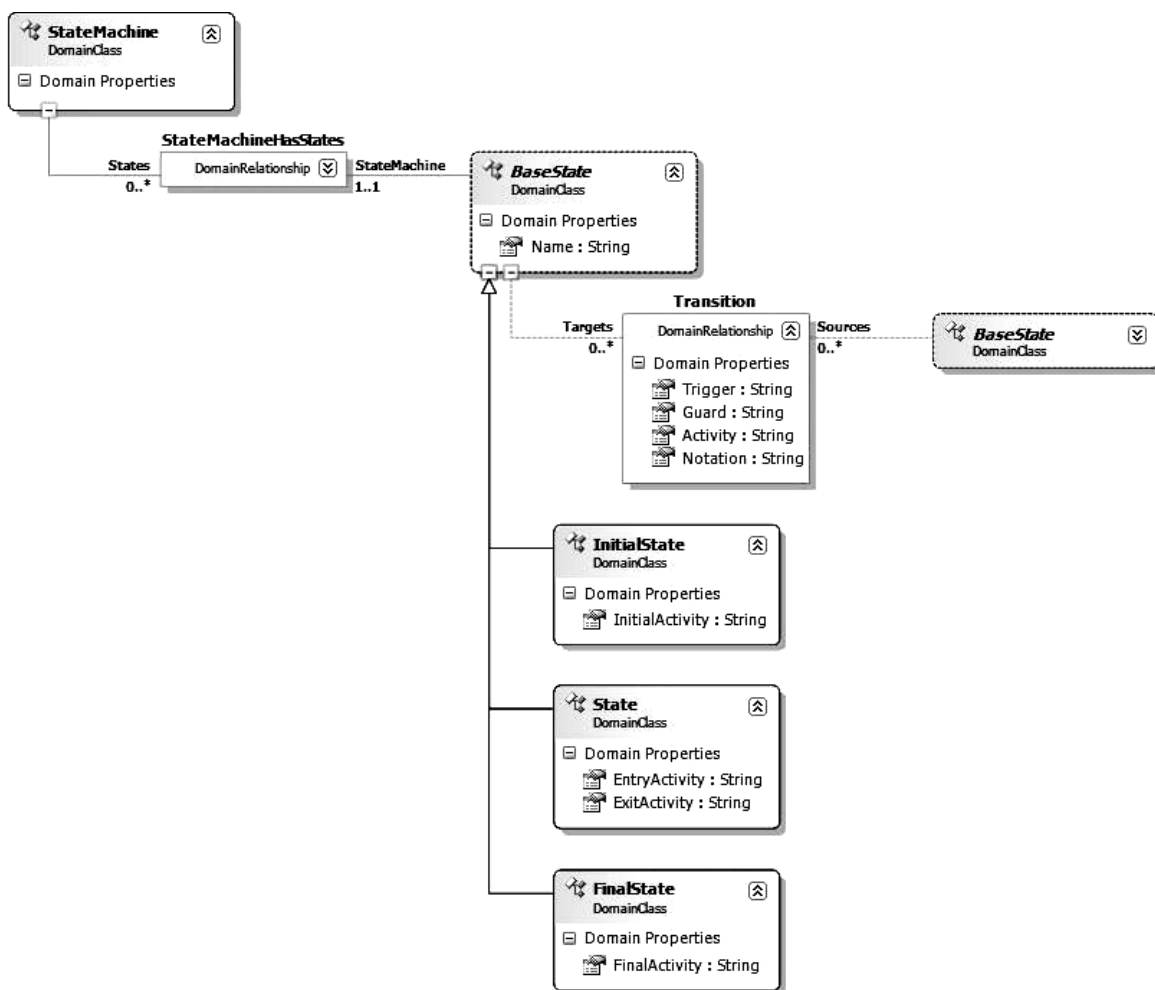 StateMachine
DomainClass
Domain Properties
StateMachineHasStates
States
DomainRelationship
StateMachine
0..*
1..1
BaseState
DomainClass
Domain Properties
Name : String
Transition
Targets
DomainRelationship
Sources
0..*
0..*
Domain Properties
Trigger : String
Guard : String
Activity : String
Notation : String
BaseState
DomainClass
InitialState
DomainClass
Domain Properties
InitialActivity : String
State
DomainClass
Domain Properties
EntryActivity : String
ExitActivity : String
FinalState
DomainClass
Domain Properties
FinalActivity : String